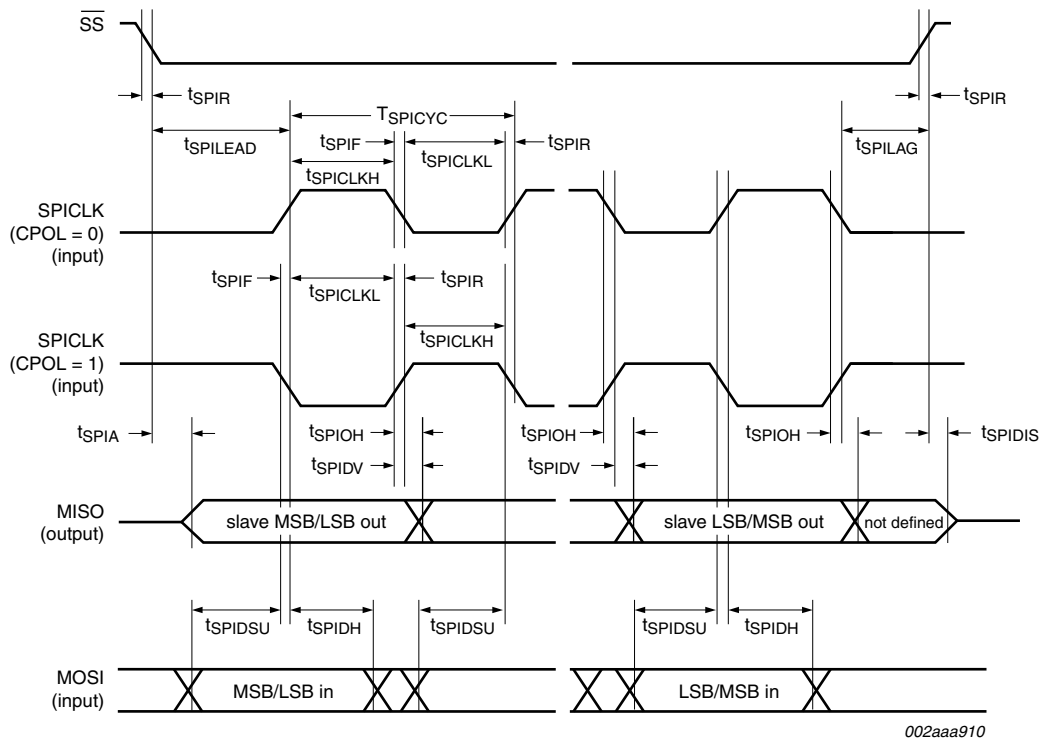 SS
tSPIR
TSPICYC
tSPIR
tSPILEAD
tSPIF
tSPICLKL
tSPIR
tSPILAG
tSPICLKH
SPICLK
(CPOL = 0)
(input)
tSPIF
tSPICLKL
tSPIR
tSPICLKH
SPICLK
(CPOL = 1)
(input)
tSPIA
tSPIOH
tSPIOH
tSPIOH
tSPIDIS
tSPIDV
tSPIDV
MISO
(output)
slave MSB/LSB out
slave LSB/MSB out
not defined
tSPIDSU
tSPIDH
tSPIDSU
tSPIDSU
tSPIDH
MOSI
(input)
MSB/LSB in
LSB/MSB in
002aaa910